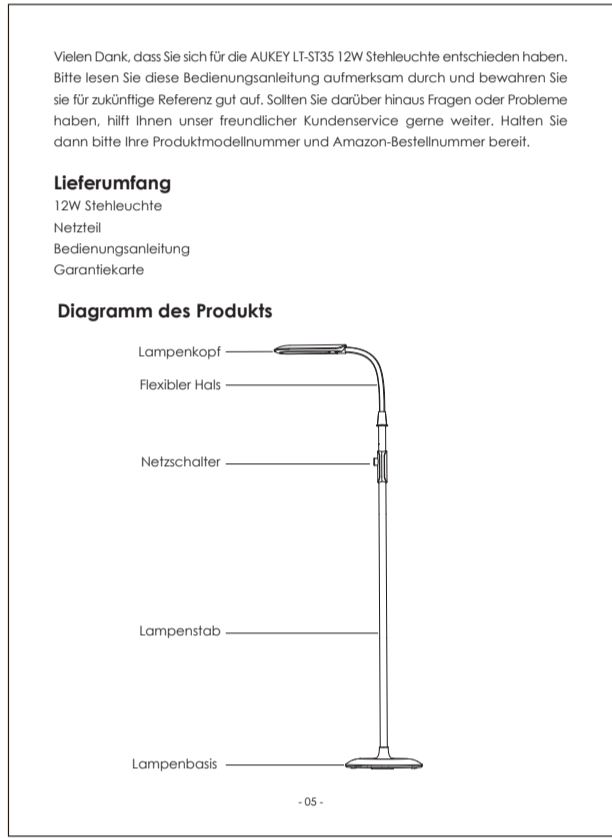 Vielen Dank, dass Sie sich für die AUKEY LT-ST35 12W Stehleuchte entschieden haben.
Bitte lesen Sie diese Bedienungsanleitung aufmerksam durch und bewahren Sie
sie für zukünftige Referenz gut auf. Sollten Sie darüber hinaus Fragen oder Probleme
haben, hilft Ihnen unser freundlicher Kundenservice gerne weiter. Halten Sie
dann bitte Ihre Produktmodellnummer und Amazon-Bestellnummer bereit.
Lieferumfang
12W Stehleuchte
Netzteil
Bedienungsanleitung
Garantiekarte
Diagramm des Produkts
Lampenkopf
Flexibler Hals
Netzschalter
Lampenstab
Lampenbasis
- 05 -